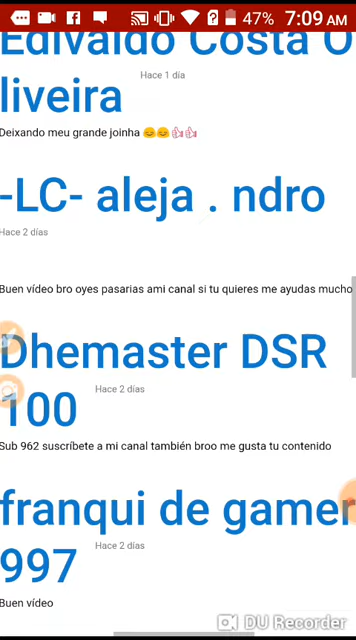 47% 7:09 AM
Edivaldo Costa O
Hace 1 día
liveira
Deixando meu grande joinha 😊😊👍👍
-LC- aleja . ndro
Hace 2 días
Buen vídeo bro oyes pasarias ami canal si tu quieres me ayudas mucho
Dhemaster DSR
100
Hace 2 días
Sub 962 suscríbete a mi canal también broo me gusta tu contenido
franqui de gamer
997
Hace 2 días
Buen vídeo
DU Recorder